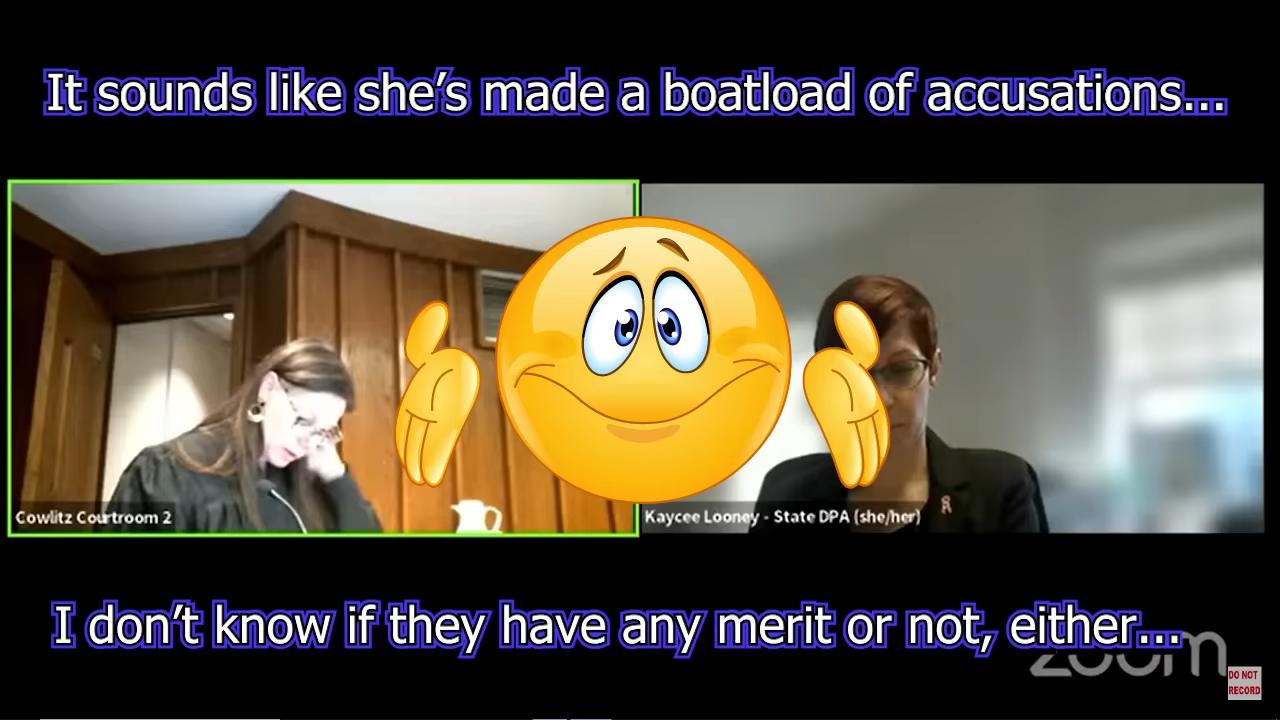 It sounds like she's made a boatload of accusations...
Cowlitz Courtroom 2
Kaycee Looney - State DPA (she/her)
I don't know if they have any merit or not, either...
zoom
DO NOT
RECORD